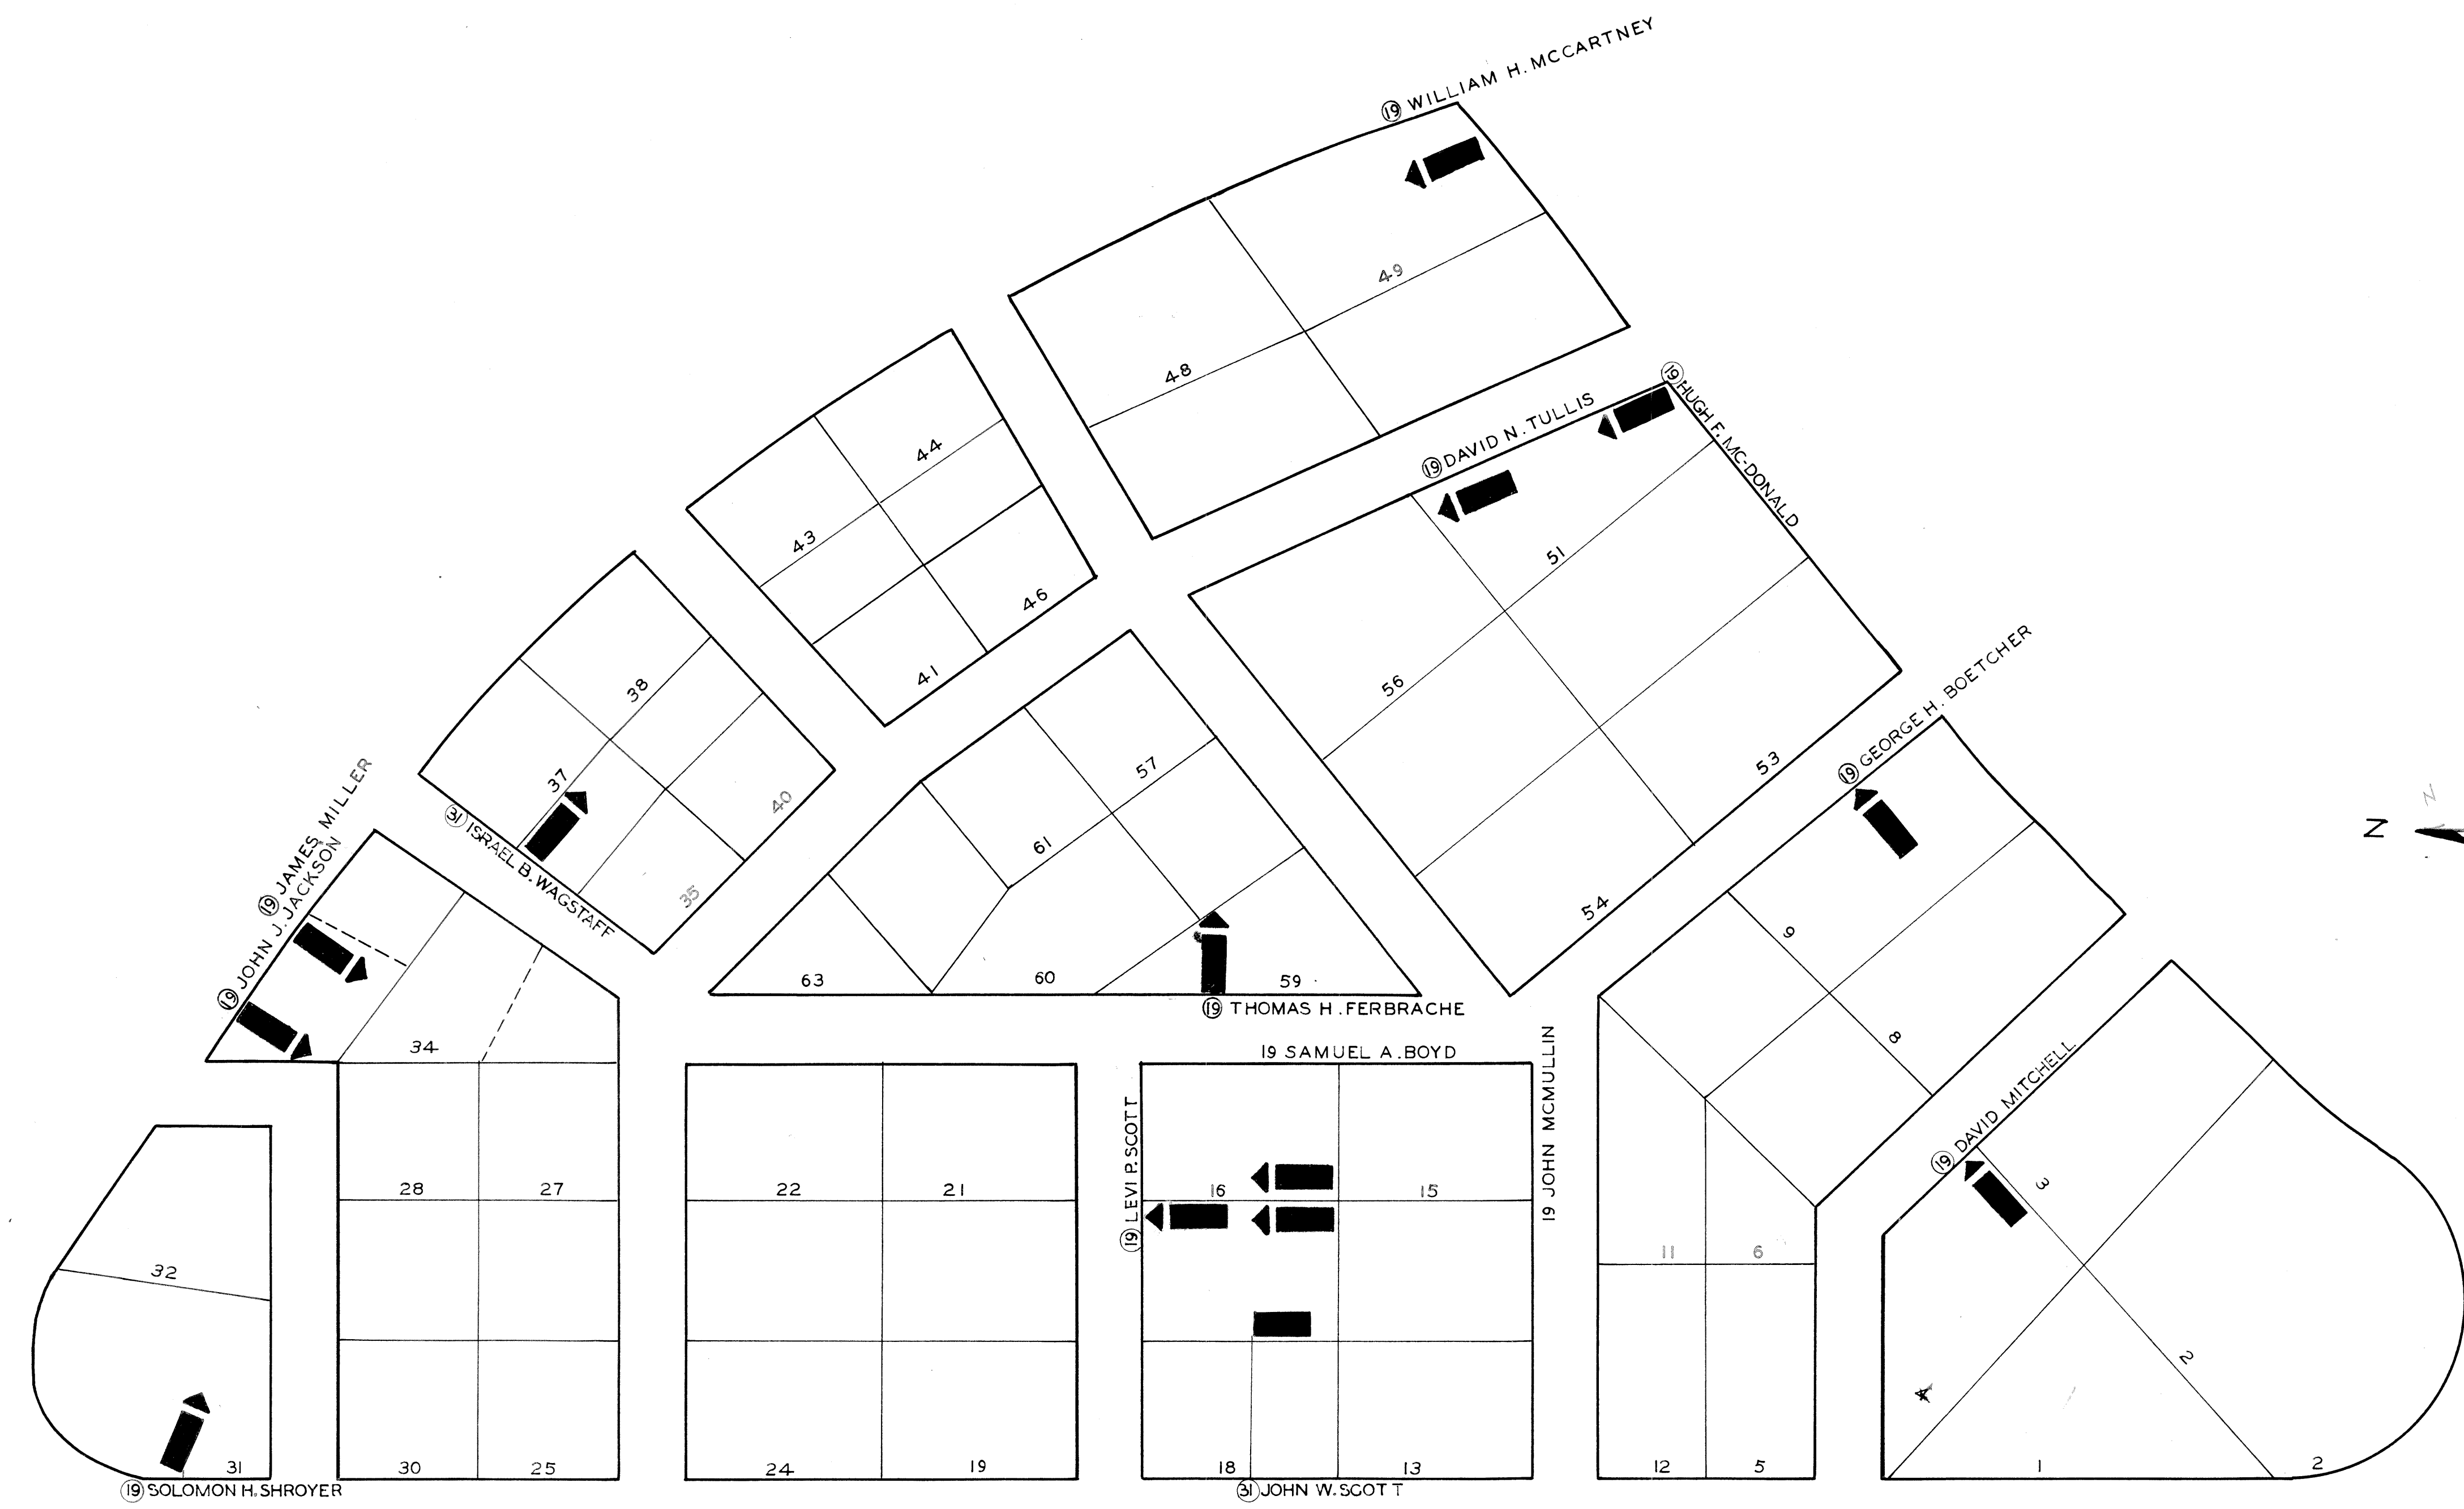 19 WILLIAM H. MCCARTNEY
49
48
19 DAVID N. TULLIS
19 HUGH F. MC-DONALD
44
43
46
41
51
56
53
54
38
37
40
35
31 ISRAEL B. WAGSTAFF
57
61
63
60
59
19 THOMAS H. FERBRACHE
19 GEORGE H. BOETCHER
9
8
11
6
12
5
N
N
19 JAMES MILLER
19 JOHN J. JACKSON
34
28
27
30
25
32
31
19 SOLOMON H. SHROYER
22
21
24
19
19 SAMUEL A. BOYD
19 LEVI P. SCOTT
19 JOHN MCMULLIN
16
15
18
13
31 JOHN W. SCOTT
19 DAVID MITCHELL
3
2
4
1
2